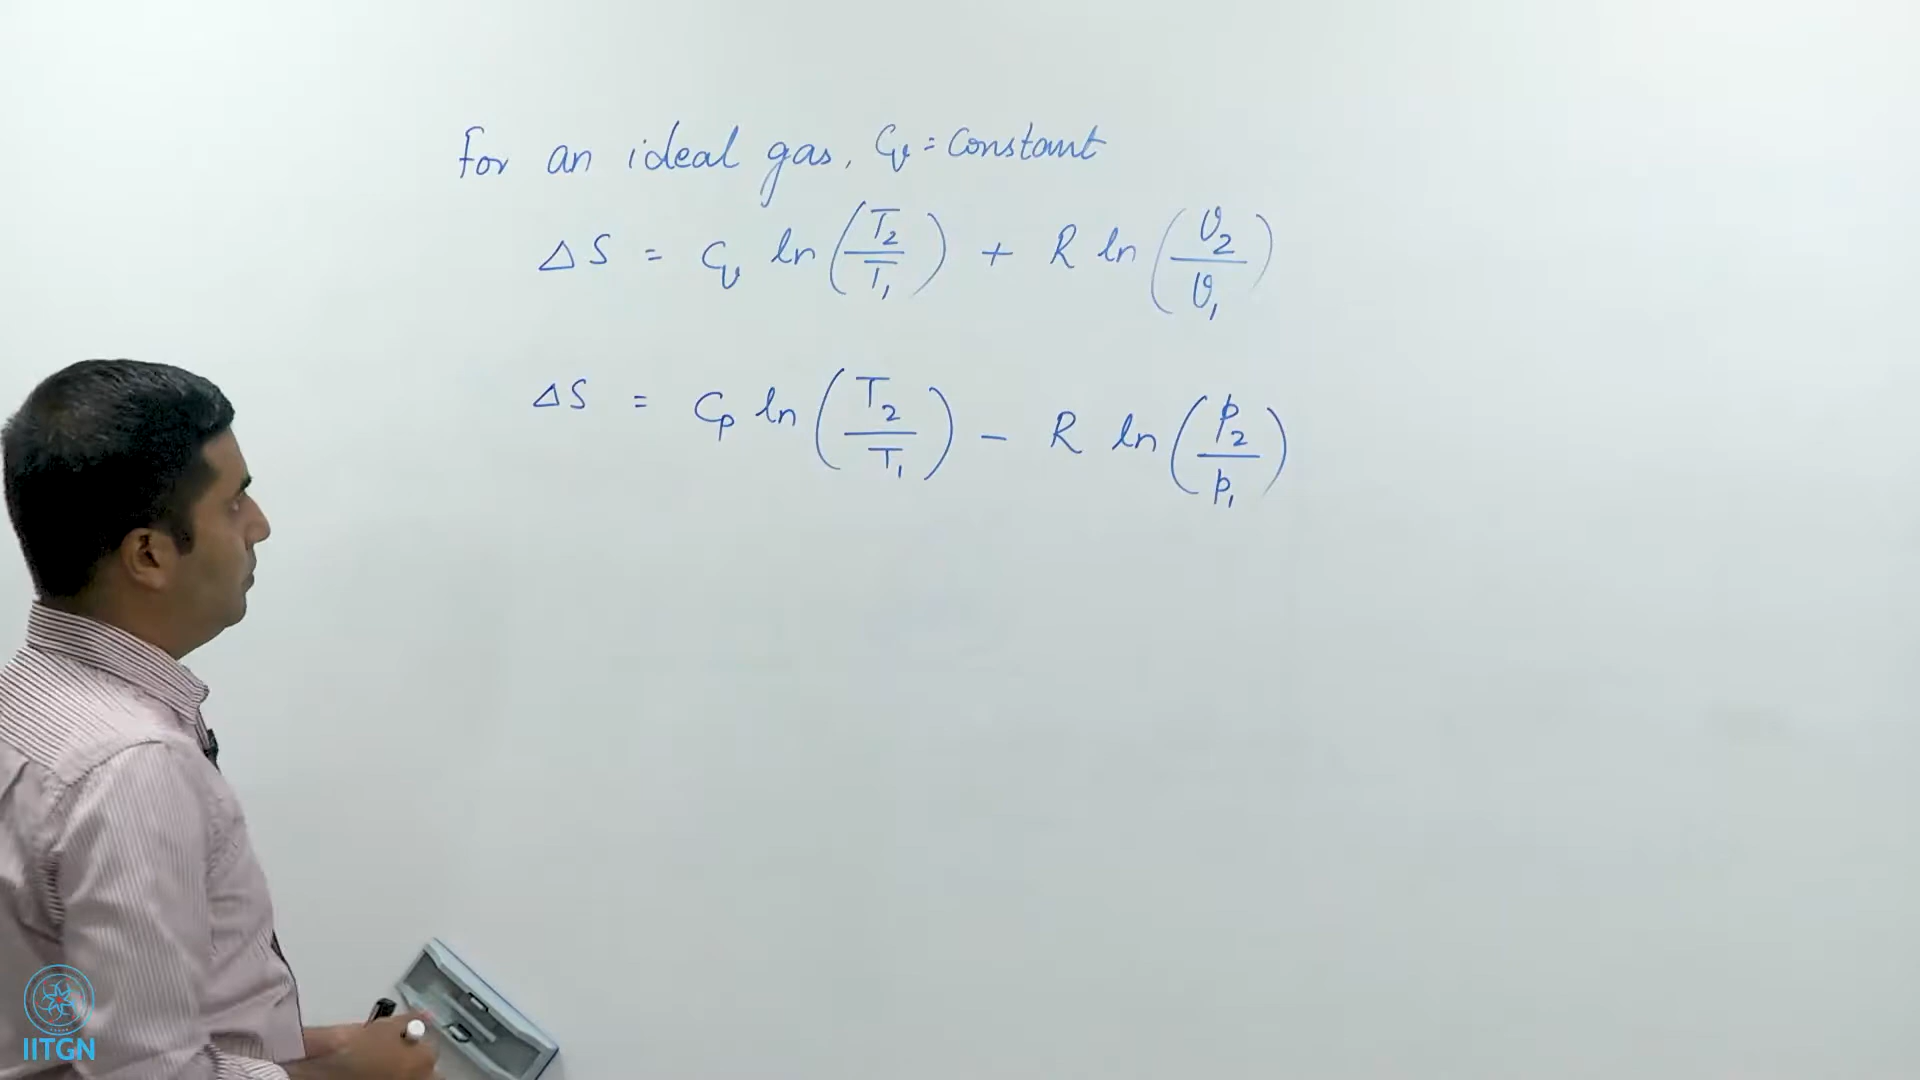 For an ideal gas, Cv = Constant
ΔS = Cv ln(T2/T1) + R ln(v2/v1)
ΔS = Cp ln(T2/T1) - R ln(p2/p1)
IITGN